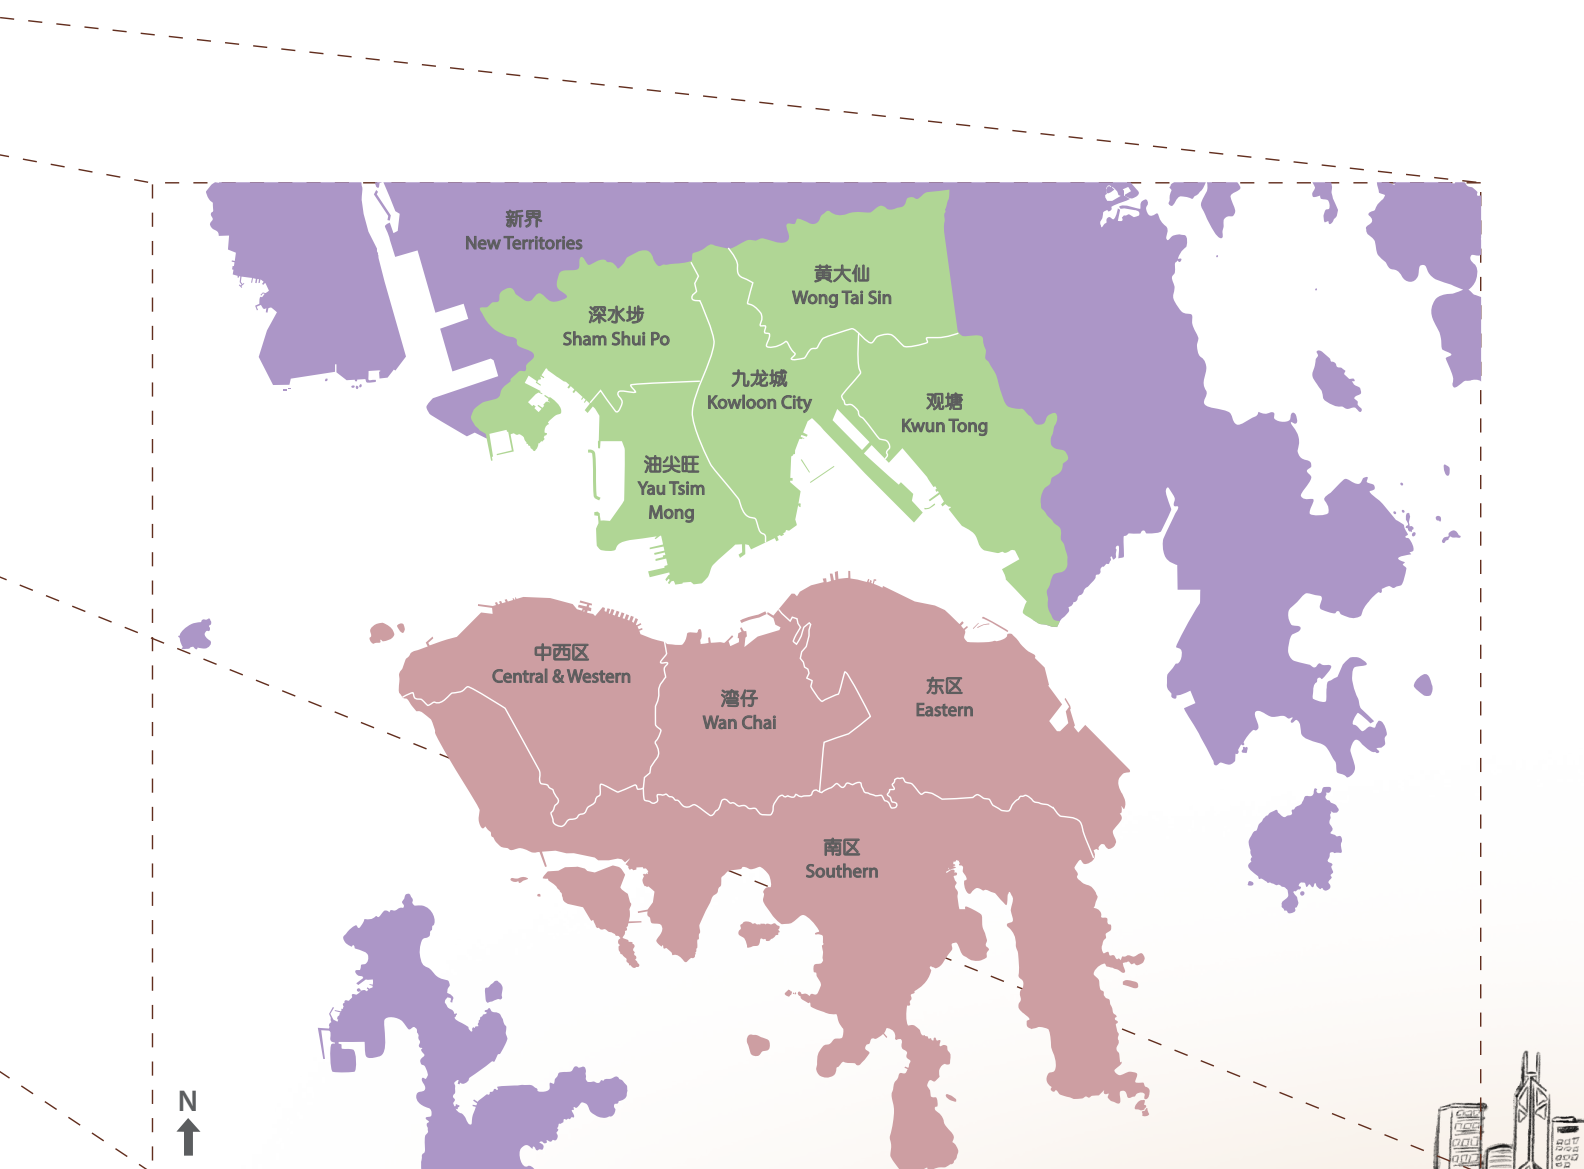 新界
New Territories
黄大仙
Wong Tai Sin
深水埗
Sham Shui Po
九龙城
Kowloon City
观塘
Kwun Tong
油尖旺
Yau Tsim
Mong
中西区
Central & Western
湾仔
Wan Chai
东区
Eastern
南区
Southern
N